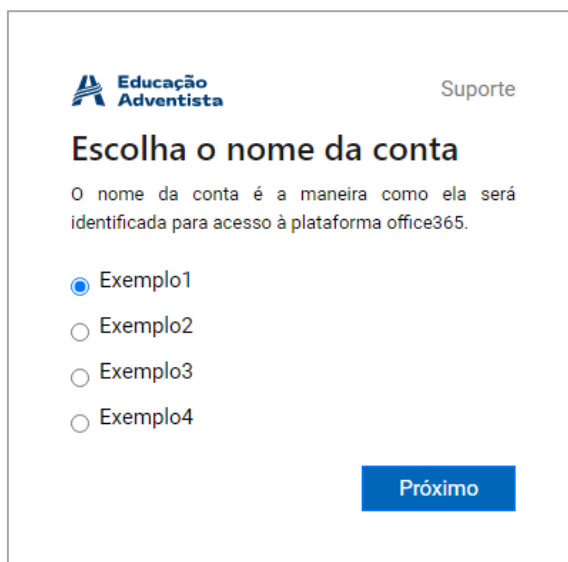 Educação
Adventista
Suporte
Escolha o nome da conta
O nome da conta é a maneira como ela será
identificada para acesso à plataforma office365.
Exemplo1
Exemplo2
Exemplo3
Exemplo4
Próximo